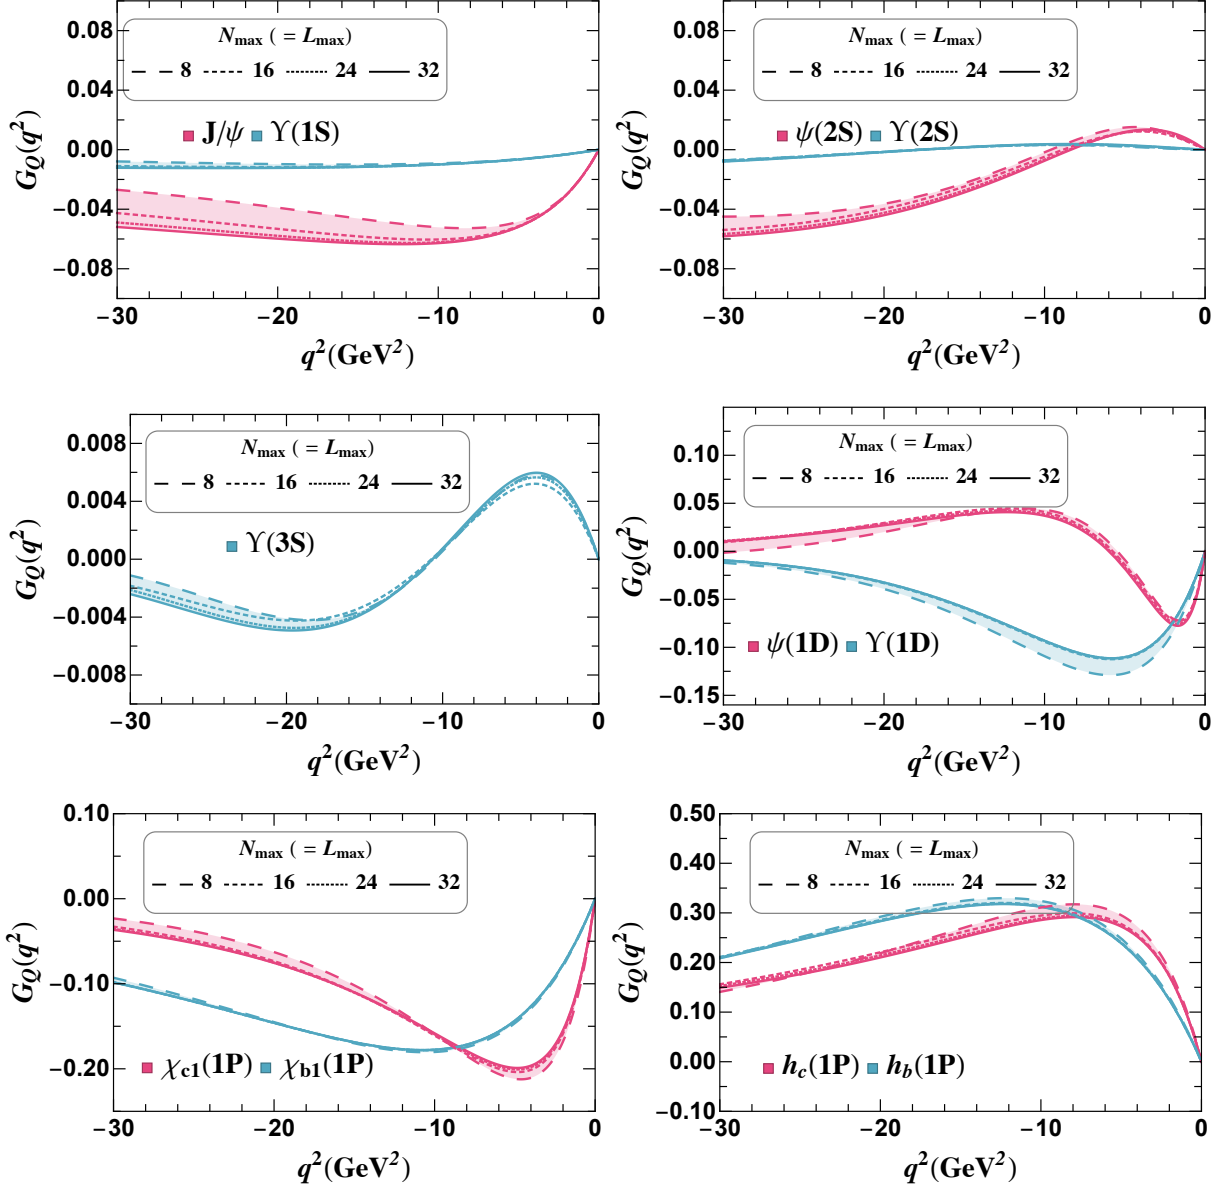 0.08
0.04
0.00
−0.04
−0.08
G_Q(q²)
N_max ( = L_max)
8 16 24 32
J/ψ ϒ(1S)
−30 −20 −10 0
q²(GeV²)
0.08
0.04
0.00
−0.04
−0.08
G_Q(q²)
N_max ( = L_max)
8 16 24 32
ψ(2S) ϒ(2S)
−30 −20 −10 0
q²(GeV²)
0.008
0.004
0.000
−0.004
−0.008
G_Q(q²)
N_max ( = L_max)
8 16 24 32
ϒ(3S)
−30 −20 −10 0
q²(GeV²)
0.10
0.05
0.00
−0.05
−0.10
−0.15
G_Q(q²)
N_max ( = L_max)
8 16 24 32
ψ(1D) ϒ(1D)
−30 −20 −10 0
q²(GeV²)
0.10
0.00
−0.10
−0.20
G_Q(q²)
N_max ( = L_max)
8 16 24 32
χ_c1(1P) χ_b1(1P)
−30 −20 −10 0
q²(GeV²)
0.50
0.40
0.30
0.20
0.10
0.00
−0.10
G_Q(q²)
N_max ( = L_max)
8 16 24 32
h_c(1P) h_b(1P)
−30 −20 −10 0
q²(GeV²)